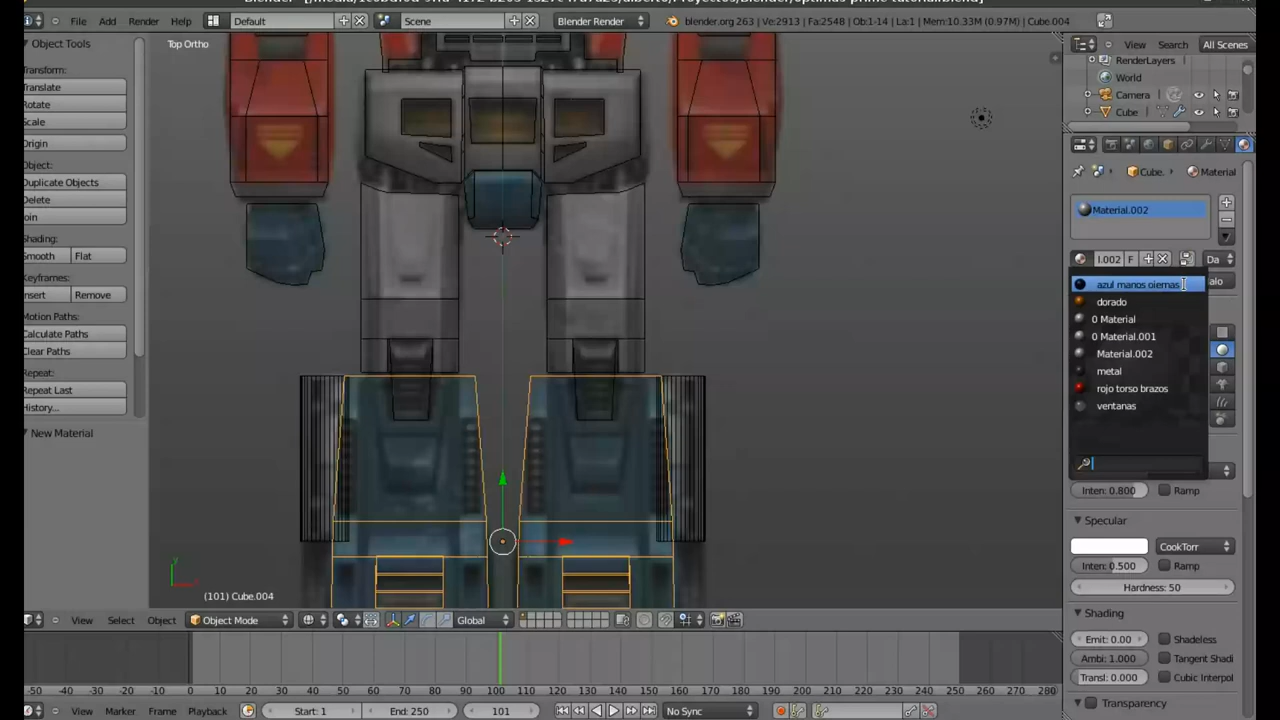 File Add Render Help Default Scene Blender Render blender.org 263 | Ve:2913 | Fa:2548 | Ob:1-14 | La:1 | Mem:10.33M (0.97M) | Cube.004
Object Tools
Transform:
Translate
Rotate
Scale
Origin
Object:
Duplicate Objects
Delete
oin
Shading:
Smooth Flat
Keyframes:
nsert Remove
Motion Paths:
Calculate Paths
Clear Paths
Repeat:
Repeat Last
History...
New Material
Top Ortho
(101) Cube.004
View Search All Scenes
RenderLayers
World
Camera
Cube
Cube. Material
Material.002
.002 F Da
alo
azul manos oiernas
dorado
0 Material
0 Material.001
Material.002
metal
rojo torso brazos
ventanas
Inten: 0.800 Ramp
Specular
CookTorr
Inten: 0.500 Ramp
Hardness: 50
Shading
Emit: 0.00 Shadeless
Ambi: 1.000 Tangent Shadi
Transl: 0.000 Cubic Interpol
Transparency
View Select Object Object Mode Global
-50 -40 -30 -20 -10 0 10 20 30 40 50 60 70 80 90 100 110 120 130 140 150 160 170 180 190 200 210 220 230 240 250 260 270 280
View Marker Frame Playback Start: 1 End: 250 101 No Sync